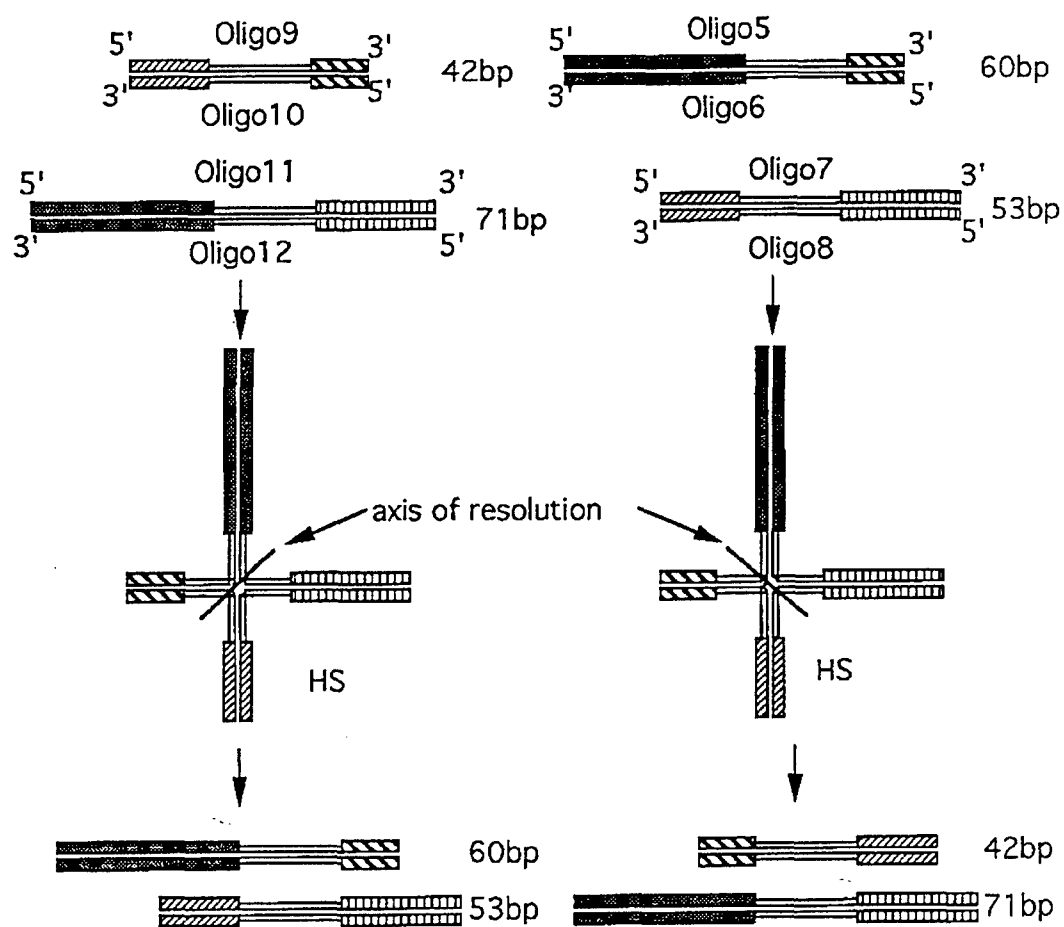 5' Oligo9 3'
42bp
3' Oligo10 5'
5' Oligo5 3'
60bp
3' Oligo6 5'
5' Oligo11 3'
71bp
3' Oligo12 5'
5' Oligo7 3'
53bp
3' Oligo8 5'
axis of resolution
HS
HS
60bp
53bp
42bp
71bp